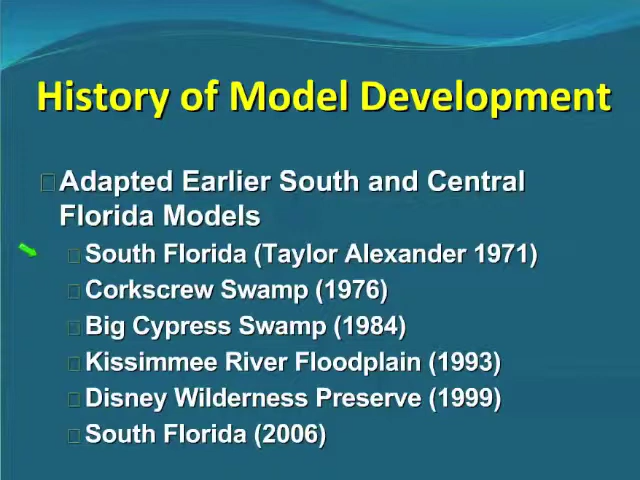 History of Model Development
Adapted Earlier South and Central
Florida Models
South Florida (Taylor Alexander 1971)
Corkscrew Swamp (1976)
Big Cypress Swamp (1984)
Kissimmee River Floodplain (1993)
Disney Wilderness Preserve (1999)
South Florida (2006)